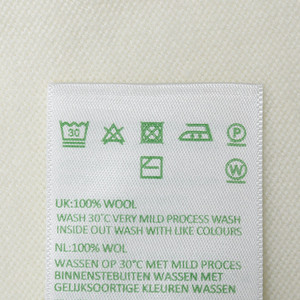 30
P
W
UK:100% WOOL
WASH 30°C VERY MILD PROCESS WASH
INSIDE OUT WASH WITH LIKE COLOURS
NL:100% WOL
WASSEN OP 30°C MET MILD PROCES
BINNENSTEBUITEN WASSEN MET
GELIJKSOORTIGE KLEUREN WASSEN